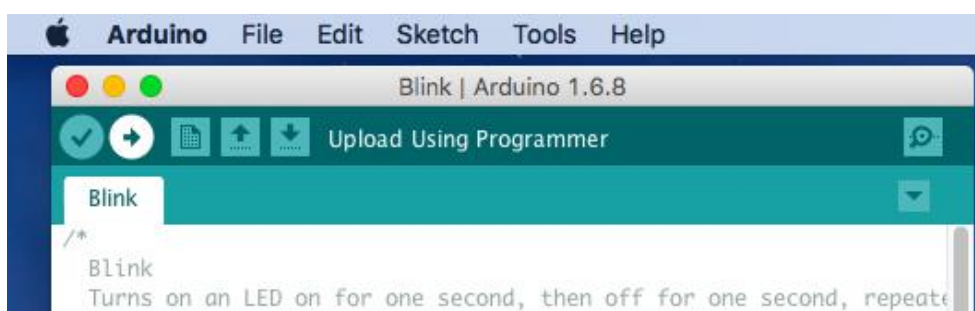 Arduino File Edit Sketch Tools Help
Blink | Arduino 1.6.8
Upload Using Programmer
Blink
/*
Blink
Turns on an LED on for one second, then off for one second,